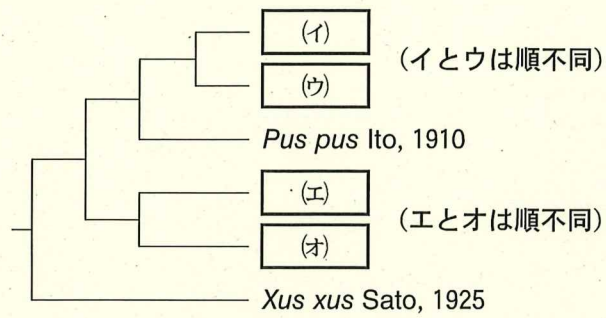 (イ)
(イとウは順不同)
(ウ)
Pus pus Ito, 1910
(エ)
(エとオは順不同)
(オ)
Xus xus Sato, 1925